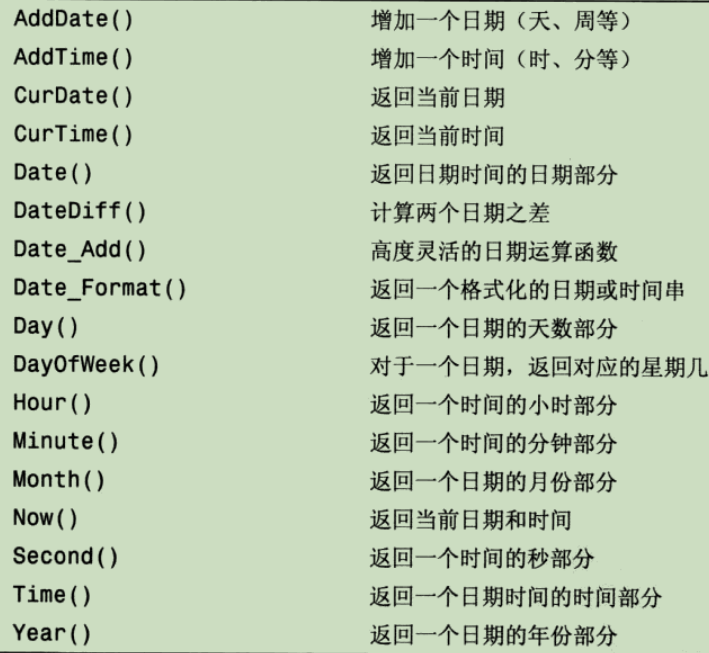 AddDate() 增加一个日期（天、周等）
AddTime() 增加一个时间（时、分等）
CurDate() 返回当前日期
CurTime() 返回当前时间
Date() 返回日期时间的日期部分
DateDiff() 计算两个日期之差
Date_Add() 高度灵活的日期运算函数
Date_Format() 返回一个格式化的日期或时间串
Day() 返回一个日期的天数部分
DayOfWeek() 对于一个日期，返回对应的星期几
Hour() 返回一个时间的小时部分
Minute() 返回一个时间的分钟部分
Month() 返回一个日期的月份部分
Now() 返回当前日期和时间
Second() 返回一个时间的秒部分
Time() 返回一个日期时间的时间部分
Year() 返回一个日期的年份部分